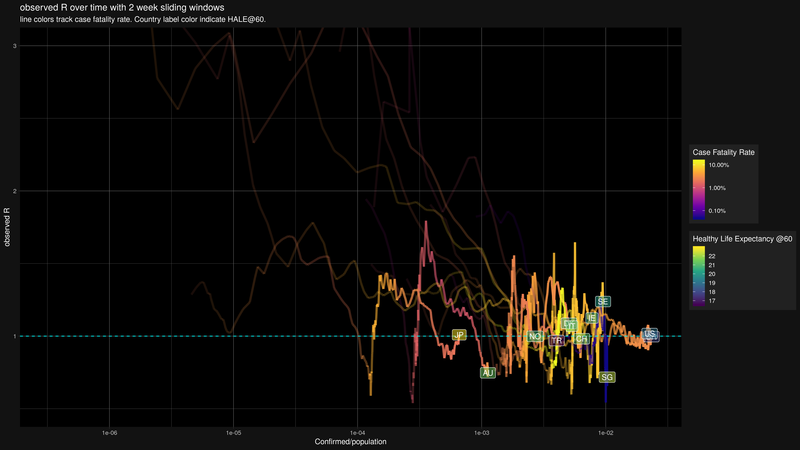 observed R over time with 2 week sliding windows
line colors track case fatality rate. Country label color indicate HALE@60.
3
2
1
observed R
1e-06
1e-05
1e-04
1e-03
1e-02
Confirmed/population
JP
AU
NO
TR
CH
IE
SE
SG
US
Case Fatality Rate
10.00%
1.00%
0.10%
Healthy Life Expectancy @60
22
21
20
19
18
17